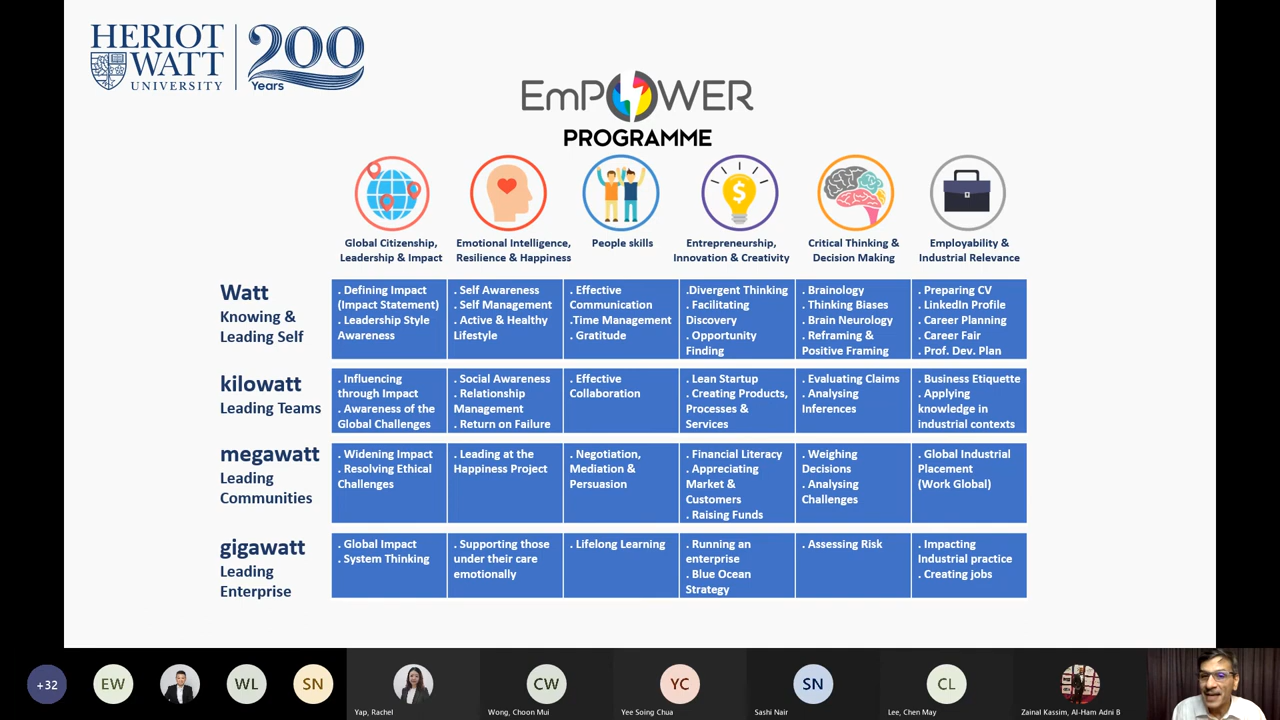 HERIOT
WATT
UNIVERSITY
200
Years
EmPOWER
PROGRAMME
Global Citizenship,
Leadership & Impact
Emotional Intelligence,
Resilience & Happiness
People skills
Entrepreneurship,
Innovation & Creativity
Critical Thinking &
Decision Making
Employability &
Industrial Relevance
Watt
Knowing &
Leading Self
. Defining Impact
(Impact Statement)
. Leadership Style
Awareness
. Self Awareness
. Self Management
. Active & Healthy
Lifestyle
. Effective
Communication
.Time Management
. Gratitude
.Divergent Thinking
. Facilitating
Discovery
. Opportunity
Finding
. Brainology
. Thinking Biases
. Brain Neurology
. Reframing &
Positive Framing
. Preparing CV
. LinkedIn Profile
. Career Planning
. Career Fair
. Prof. Dev. Plan
kilowatt
Leading Teams
. Influencing
through Impact
. Awareness of the
Global Challenges
. Social Awareness
. Relationship
Management
. Return on Failure
. Effective
Collaboration
. Lean Startup
. Creating Products,
Processes &
Services
. Evaluating Claims
. Analysing
Inferences
. Business Etiquette
. Applying
knowledge in
industrial contexts
megawatt
Leading
Communities
. Widening Impact
. Resolving Ethical
Challenges
. Leading at the
Happiness Project
. Negotiation,
Mediation &
Persuasion
. Financial Literacy
. Appreciating
Market &
Customers
. Raising Funds
. Weighing
Decisions
. Analysing
Challenges
. Global Industrial
Placement
(Work Global)
gigawatt
Leading
Enterprise
. Global Impact
. System Thinking
. Supporting those
under their care
emotionally
. Lifelong Learning
. Running an
enterprise
. Blue Ocean
Strategy
. Assessing Risk
. Impacting
Industrial practice
. Creating jobs
+32
EW
WL
SN
Yap, Rachel
CW
Wong, Choon Mui
YC
Yee Soing Chua
SN
Sashi Nair
CL
Lee, Chen May
Zainal Kassim, Al-Ham Adni B